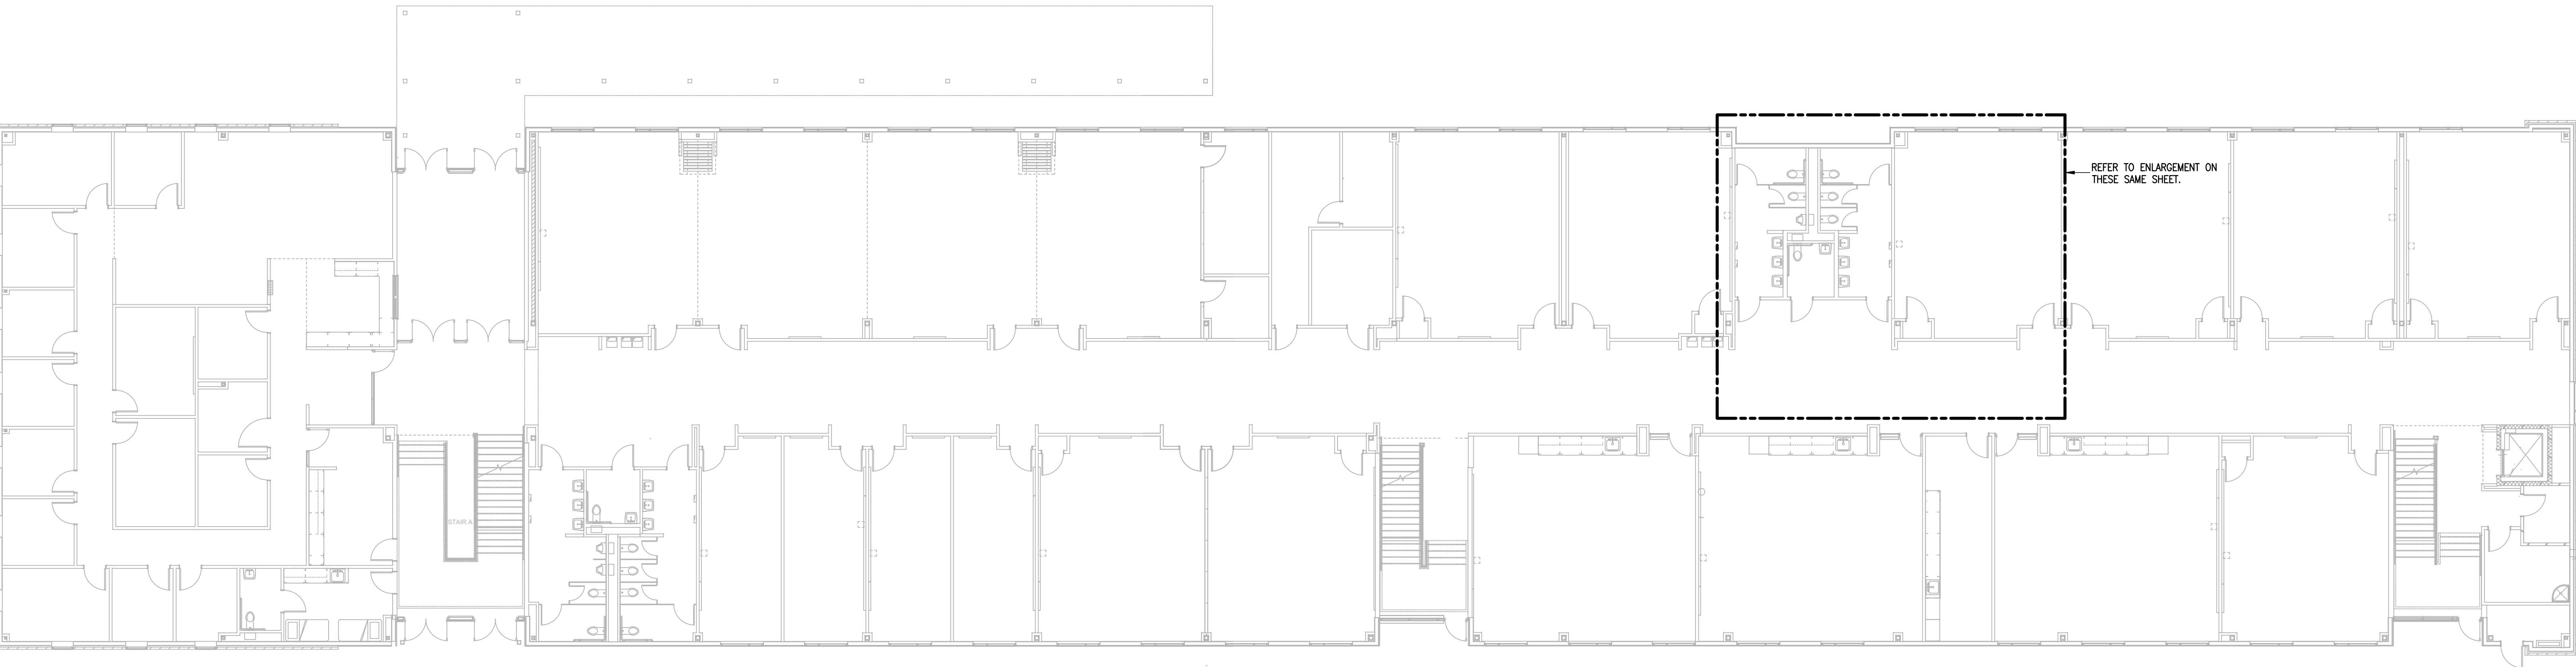 REFER TO ENLARGEMENT ON
THESE SAME SHEET.
STAIR A